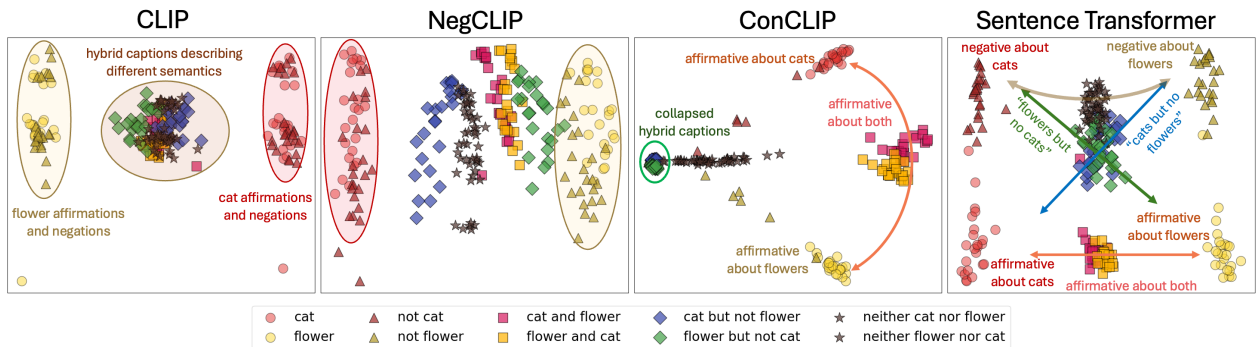 CLIP
hybrid captions describing
different semantics
flower affirmations
and negations
cat affirmations
and negations
NegCLIP
ConCLIP
affirmative about cats
affirmative
about both
collapsed
hybrid captions
affirmative
about flowers
Sentence Transformer
negative about
cats
negative about
flowers
"flowers but
no cats"
"cats but no
flowers"
affirmative
about flowers
affirmative
about cats
affirmative about both
cat
not cat
cat and flower
cat but not flower
neither cat nor flower
flower
not flower
flower and cat
flower but not cat
neither flower nor cat